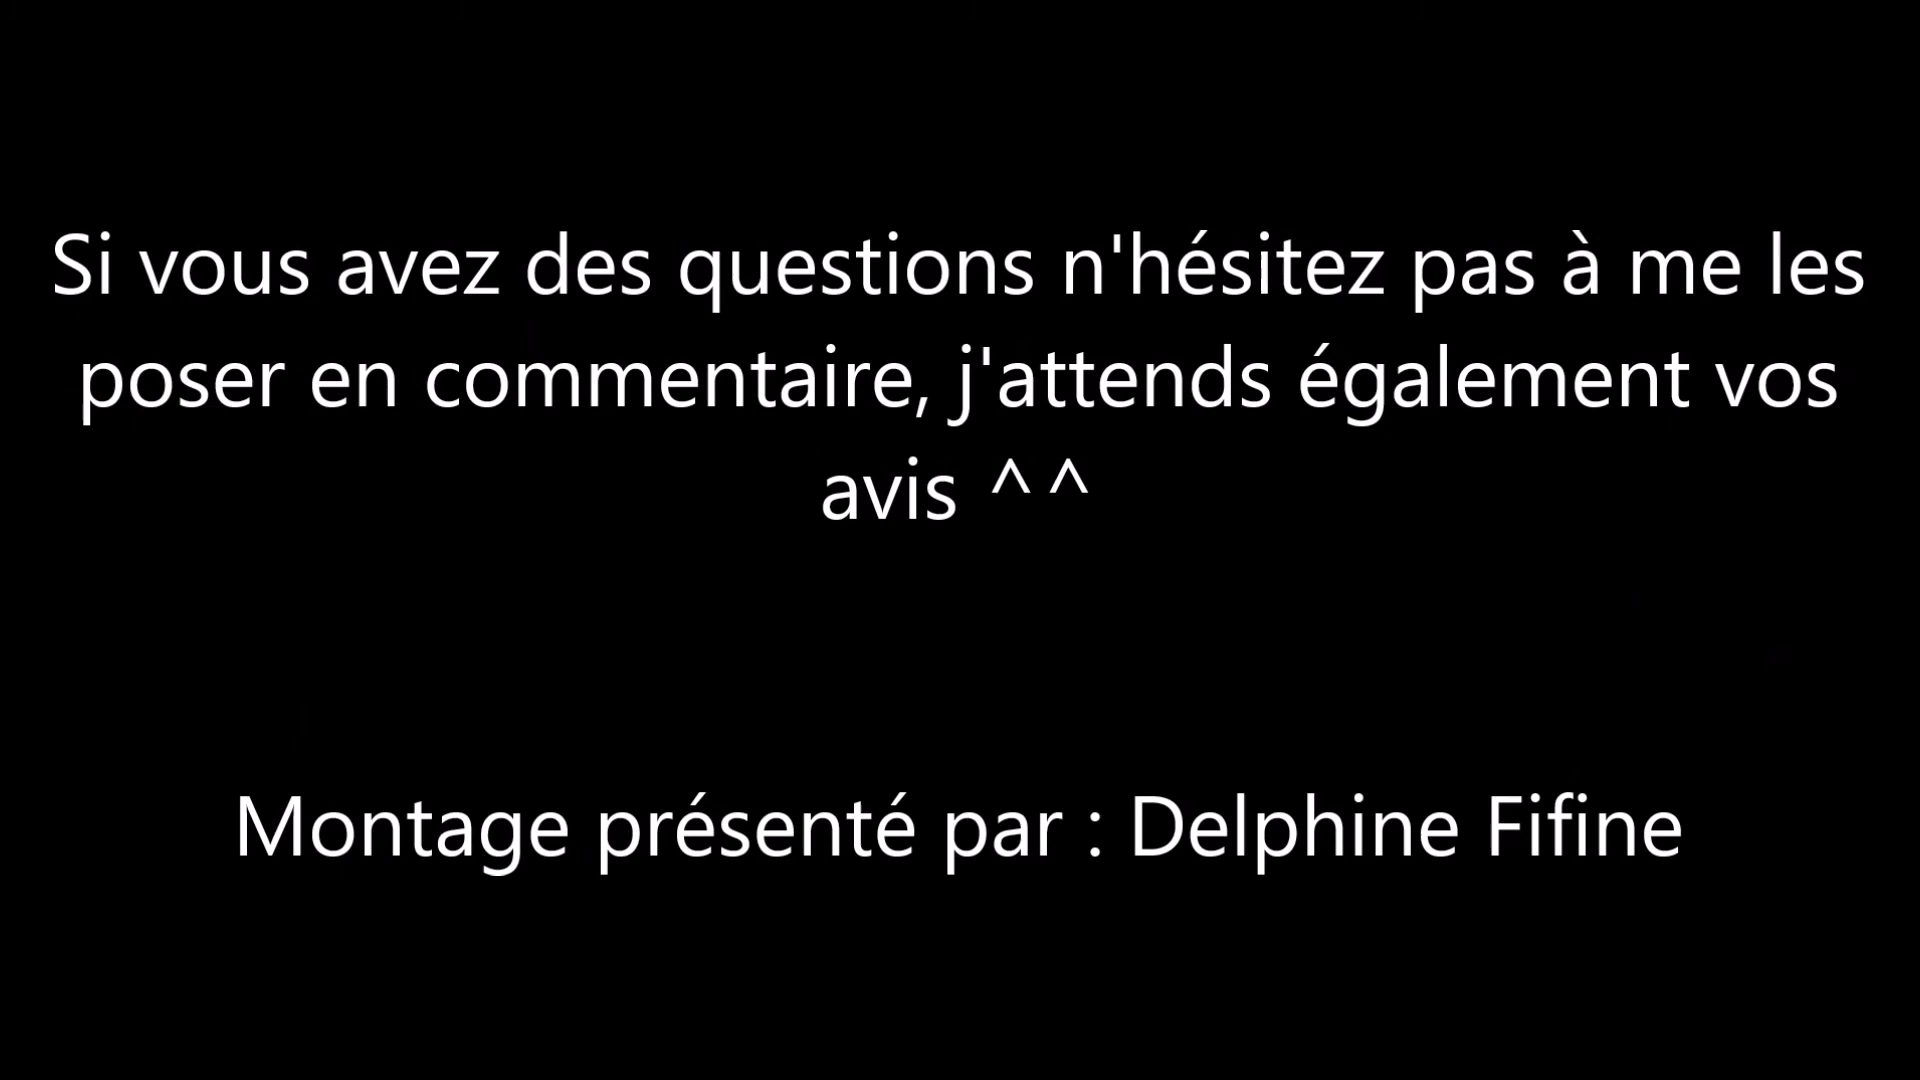 Si vous avez des questions n'hésitez pas à me les
poser en commentaire, j'attends également vos
avis ^^
Montage présenté par : Delphine Fifine